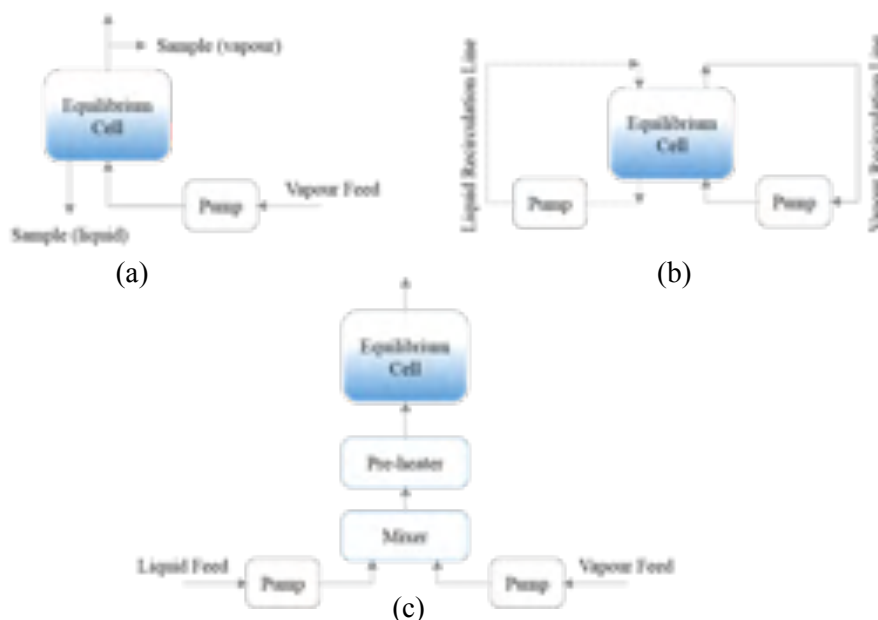 Sample (vapour)
Equilibrium
Cell
Vapour Feed
Pump
Sample (liquid)
(a)
Liquid Recirculation Line
Equilibrium
Cell
Pump
Pump
Vapour Recirculation Line
(b)
Equilibrium
Cell
Pre-heater
Mixer
Liquid Feed
Pump
Pump
Vapour Feed
(c)